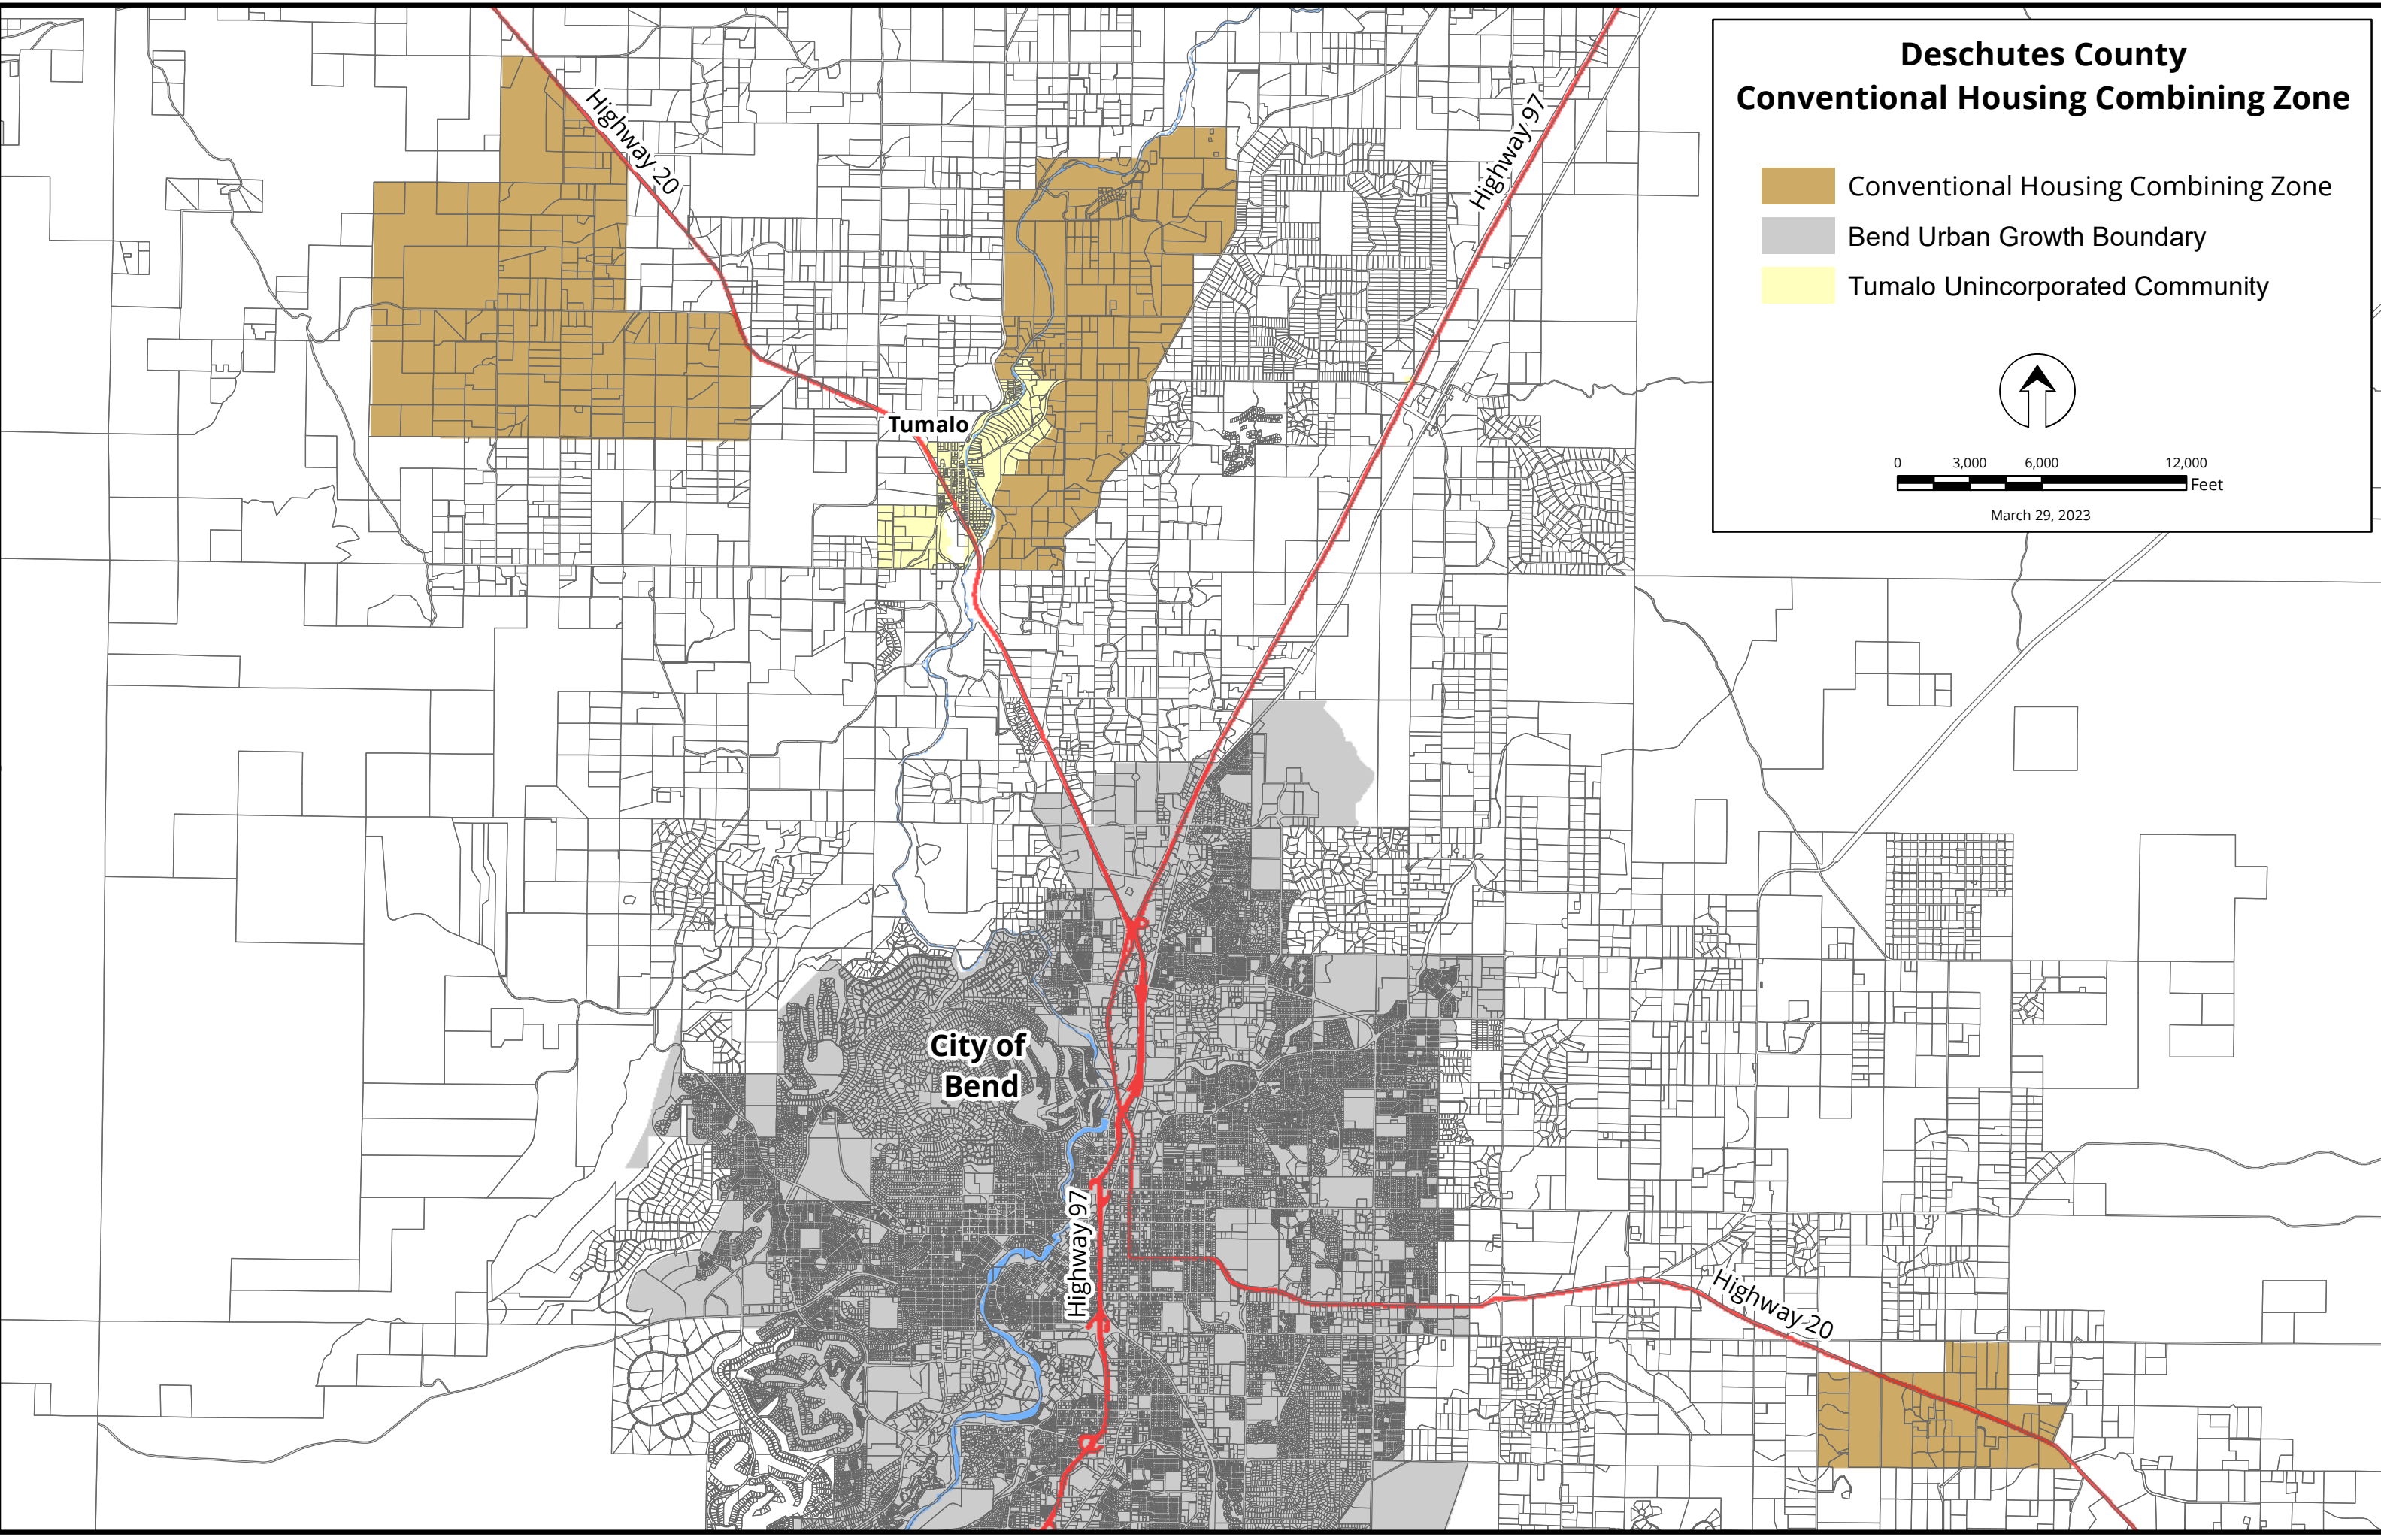 Deschutes County
Conventional Housing Combining Zone
Conventional Housing Combining Zone
Bend Urban Growth Boundary
Tumalo Unincorporated Community
0 3,000 6,000 12,000
Feet
March 29, 2023
Highway 20
Highway 97
Tumalo
City of
Bend
Highway 97
Highway 20